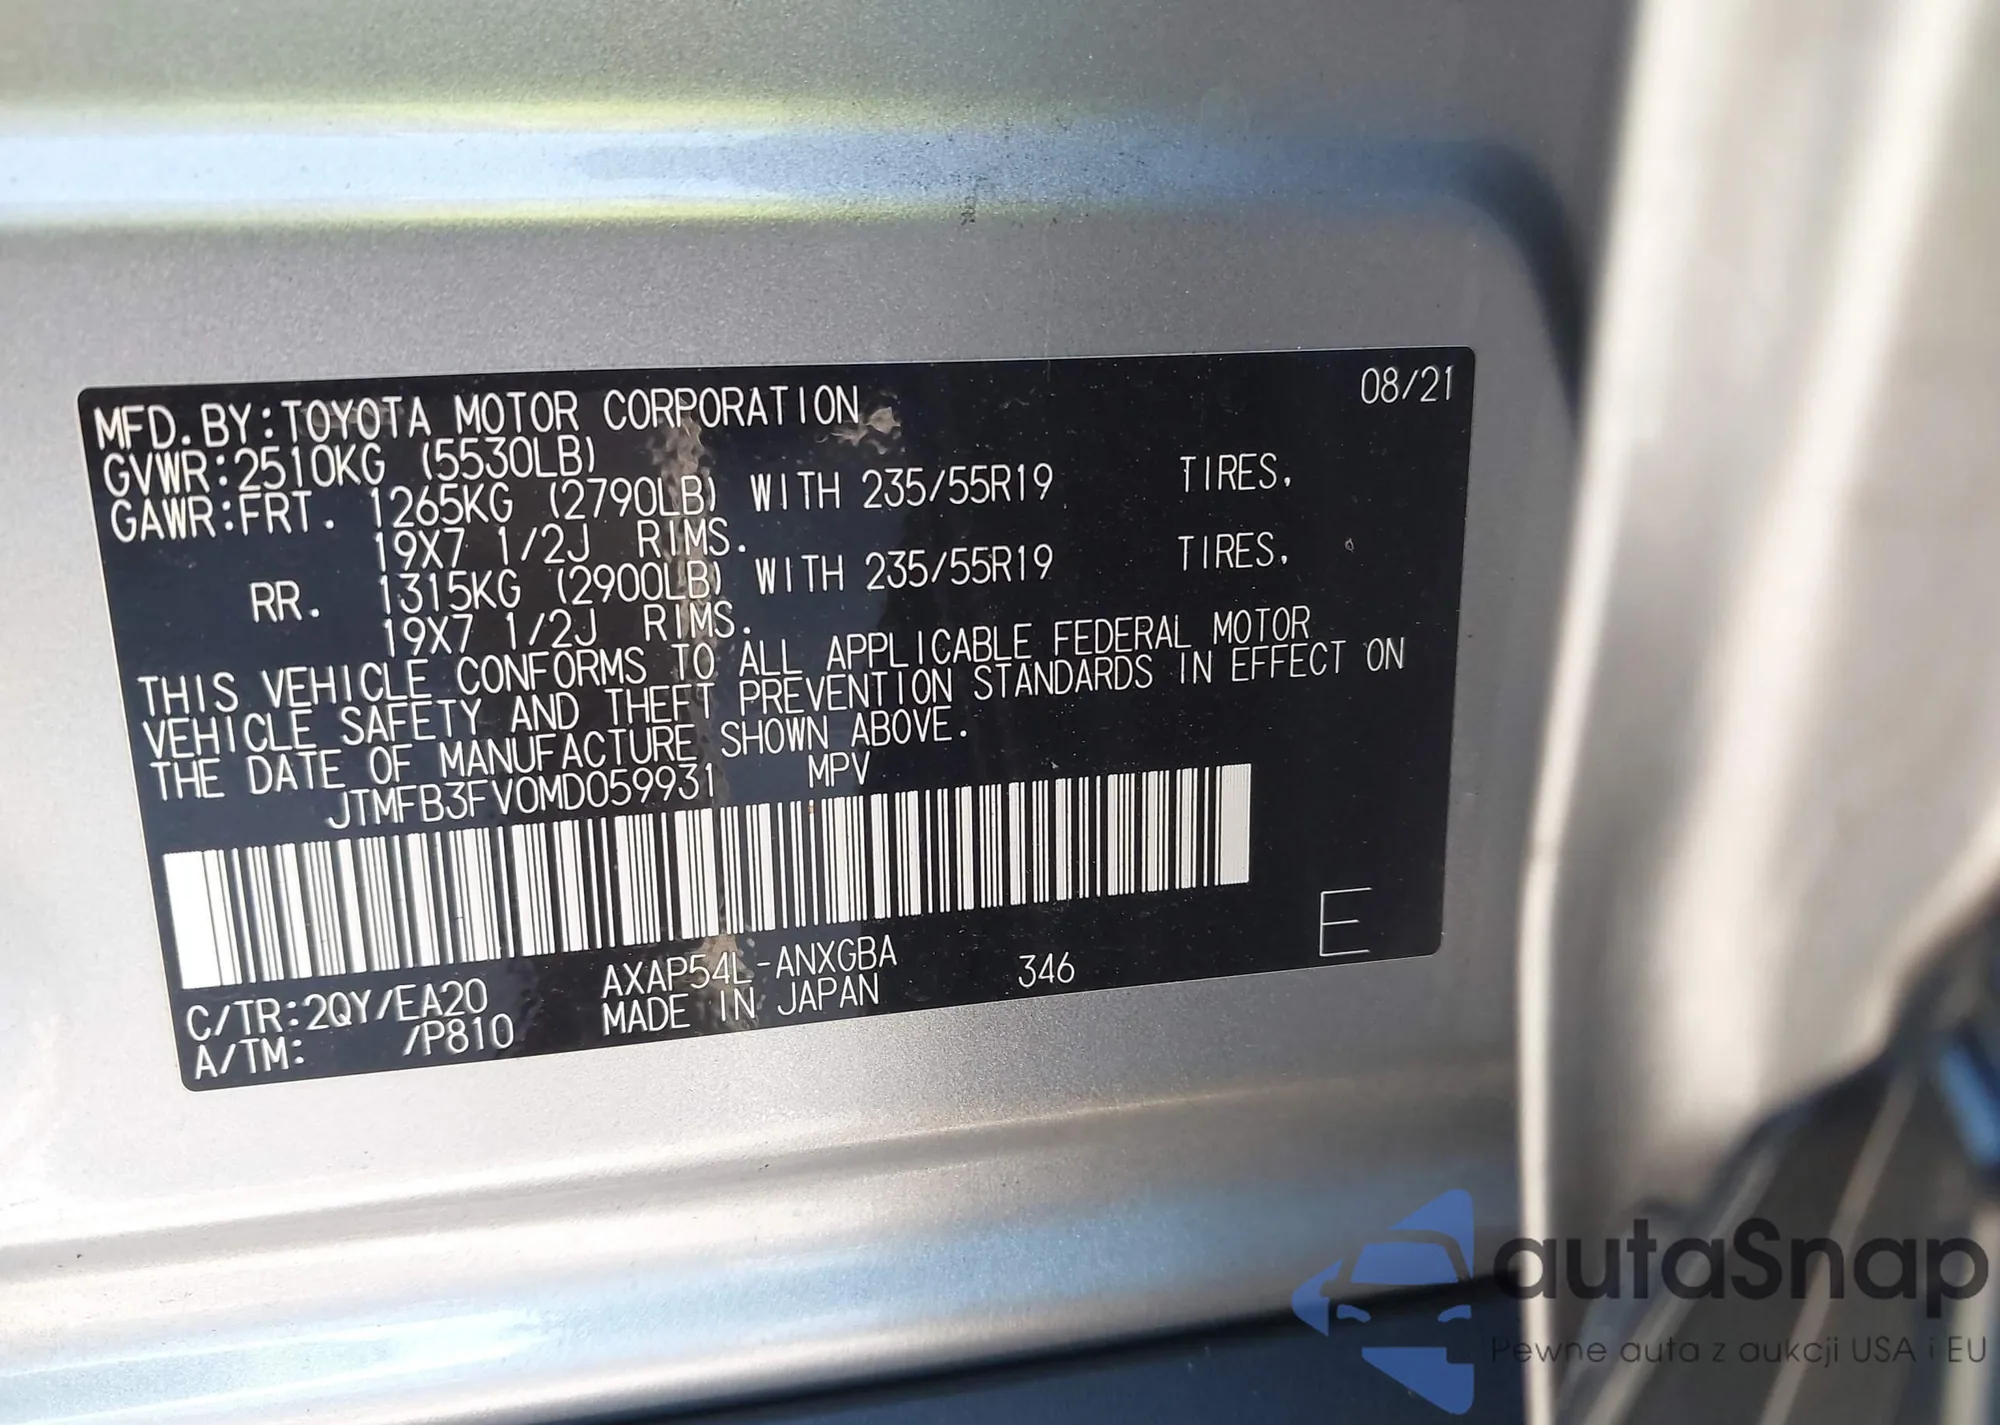 MFD.BY:TOYOTA MOTOR CORPORATION 08/21
GVWR:2510KG (5530LB)
GAWR:FRT. 1265KG (2790LB) WITH 235/55R19 TIRES,
19X7 1/2J RIMS.
RR. 1315KG (2900LB) WITH 235/55R19 TIRES,
19X7 1/2J RIMS.
THIS VEHICLE CONFORMS TO ALL APPLICABLE FEDERAL MOTOR
VEHICLE SAFETY AND THEFT PREVENTION STANDARDS IN EFFECT ON
THE DATE OF MANUFACTURE SHOWN ABOVE.
JTMFB3FV0MD059931 MPV
C/TR:2QY/EA20 AXAP54L-ANXGBA 346 E
A/TM: /P810 MADE IN JAPAN
autaSnap
Pewne auta z aukcji USA i EU